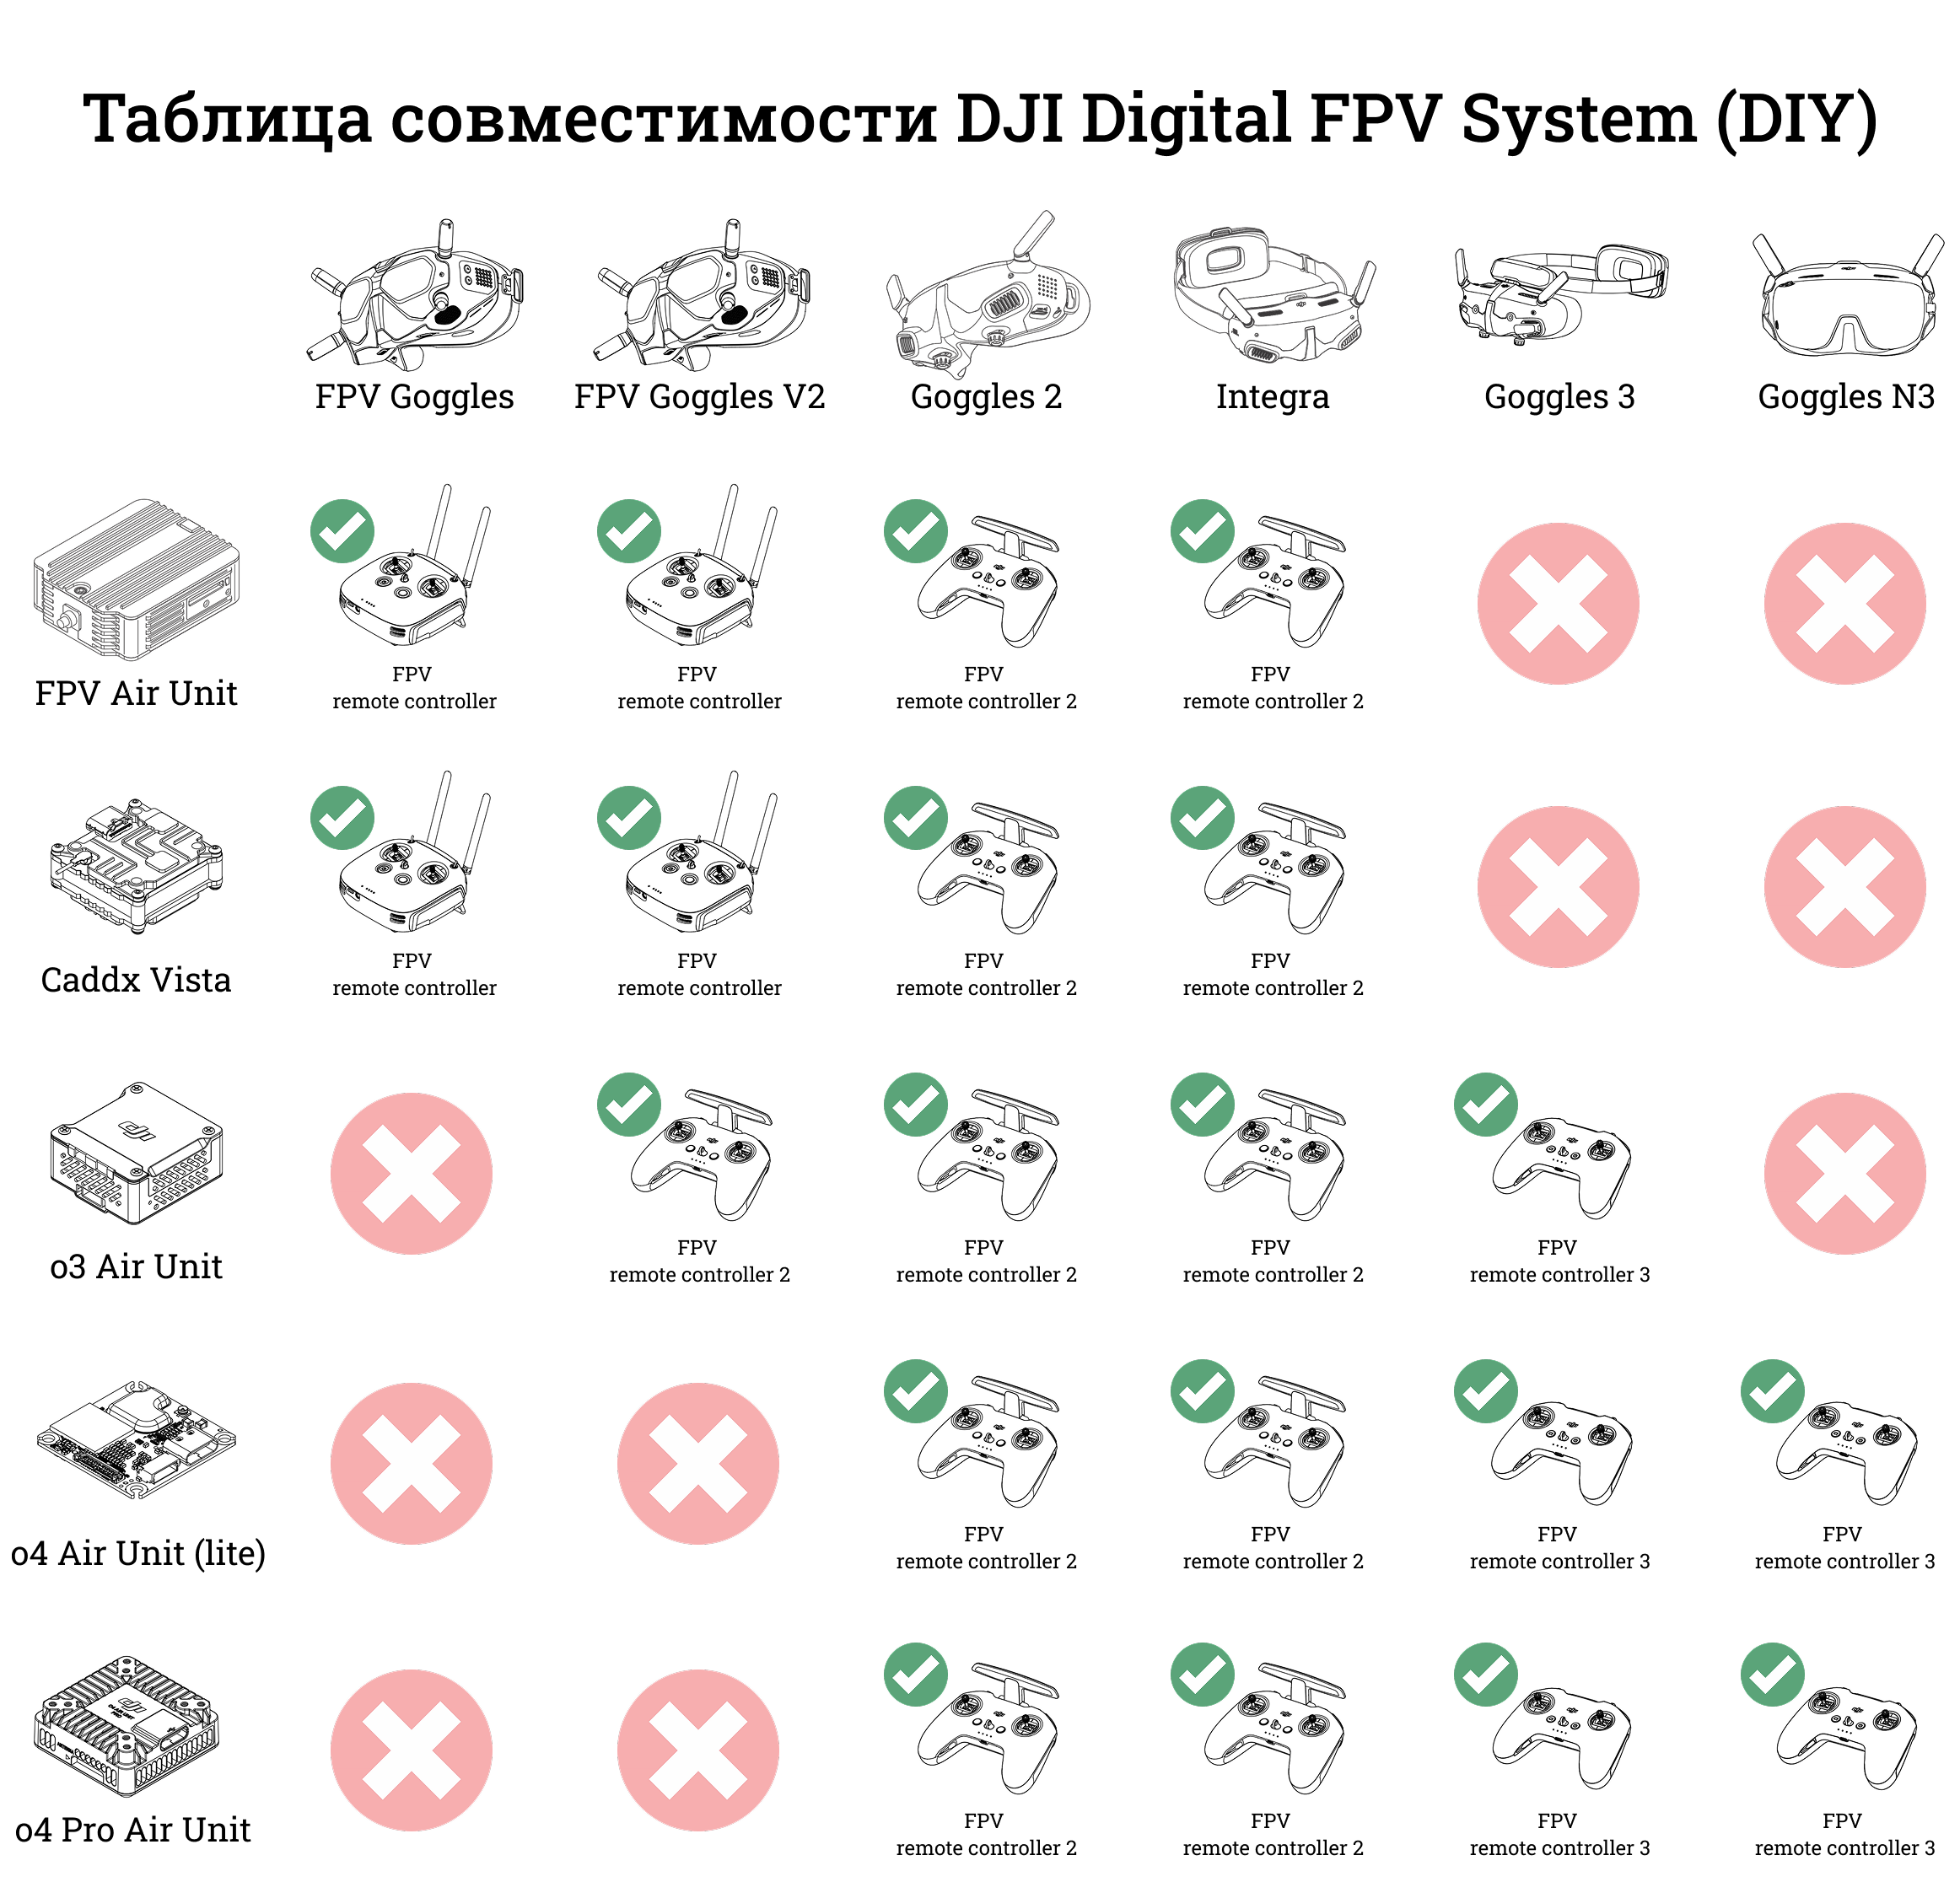 Таблица совместимости DJI Digital FPV System (DIY)
FPV Goggles
FPV Goggles V2
Goggles 2
Integra
Goggles 3
Goggles N3
FPV Air Unit
FPV
remote controller
FPV
remote controller
FPV
remote controller 2
FPV
remote controller 2
Caddx Vista
FPV
remote controller
FPV
remote controller
FPV
remote controller 2
FPV
remote controller 2
o3 Air Unit
FPV
remote controller 2
FPV
remote controller 2
FPV
remote controller 2
FPV
remote controller 3
o4 Air Unit (lite)
FPV
remote controller 2
FPV
remote controller 2
FPV
remote controller 3
FPV
remote controller 3
o4 Pro Air Unit
FPV
remote controller 2
FPV
remote controller 2
FPV
remote controller 3
FPV
remote controller 3